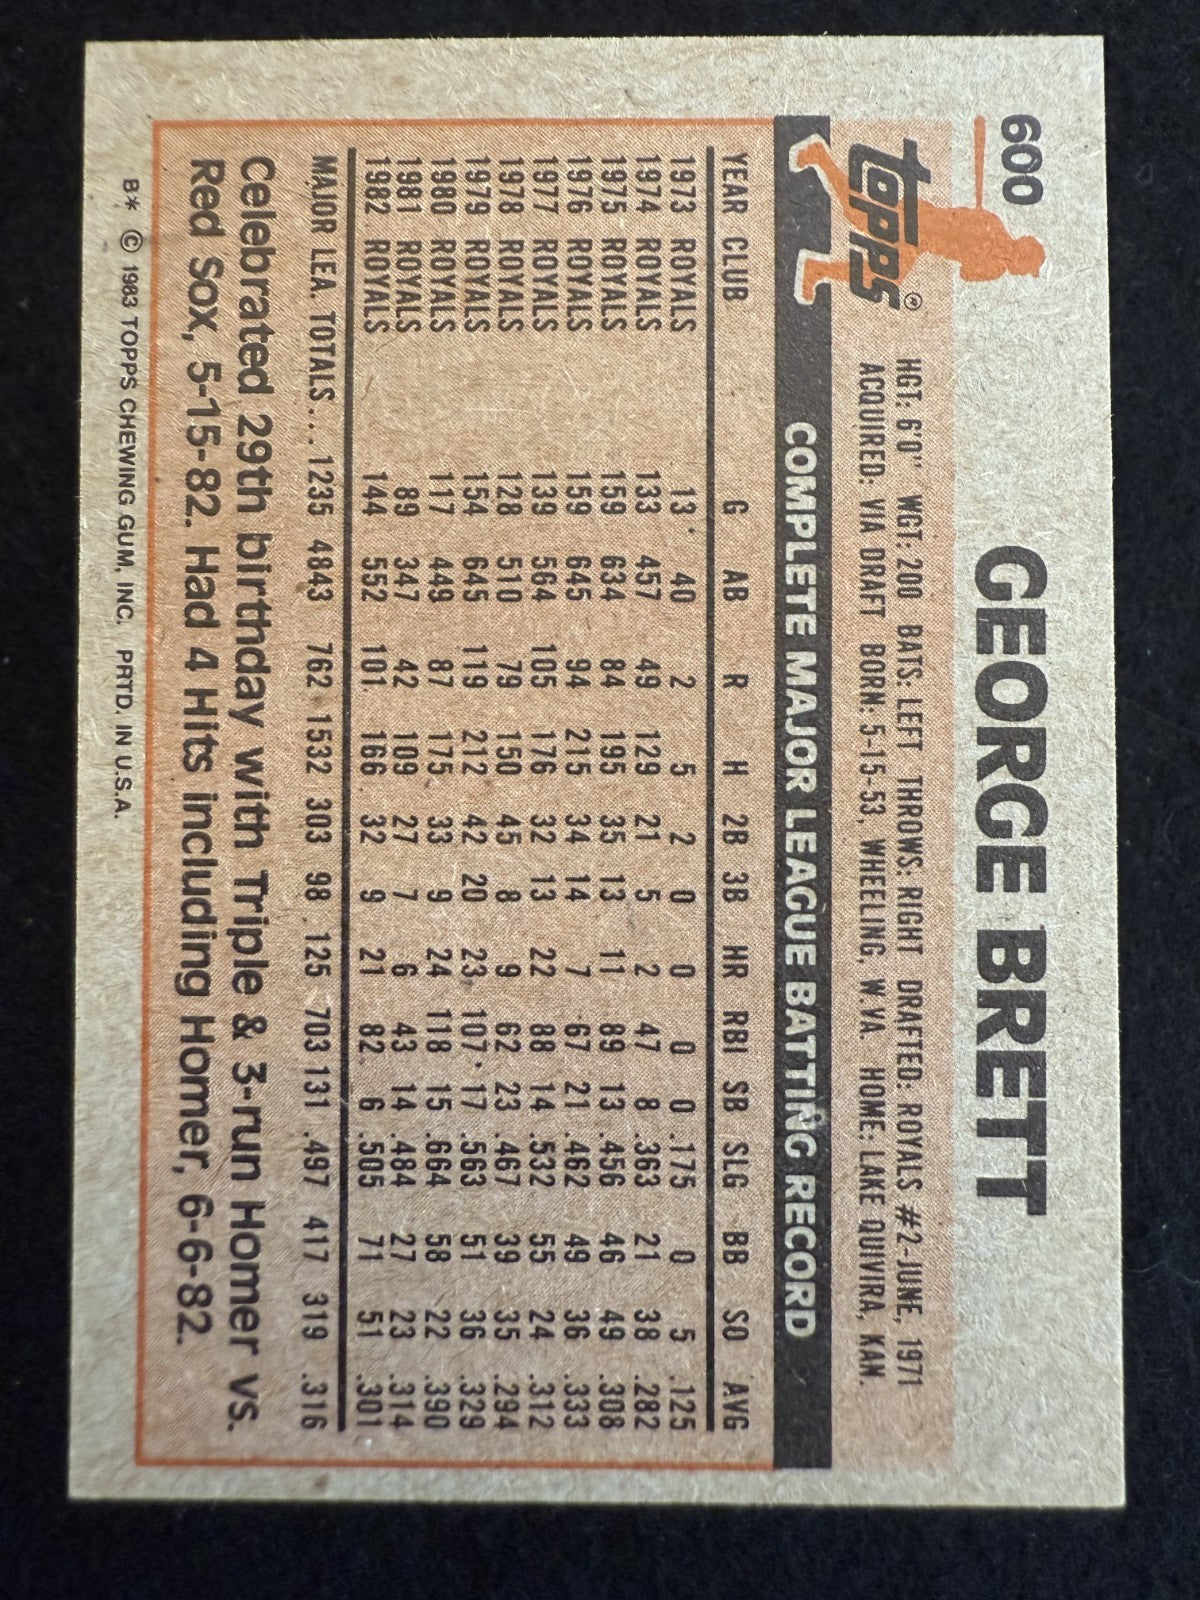 600
GEORGE BRETT
Topps®
HGT: 6'0" WGT: 200 BATS: LEFT THROWS: RIGHT DRAFTED: ROYALS #2-JUNE, 1971
ACQUIRED: VIA DRAFT BORN: 5-15-53, WHEELING, W.VA. HOME: LAKE QUIVIRA, KAN.
COMPLETE MAJOR LEAGUE BATTING RECORD
YEAR CLUB G AB R H 2B 3B HR RBI SB SLG BB SO AVG
1973 ROYALS 13 40 2 5 2 0 0 0 0 .175 0 5 .125
1974 ROYALS 133 457 49 129 21 5 2 47 8 .363 21 38 .282
1975 ROYALS 159 634 84 195 35 13 11 89 13 .456 46 49 .308
1976 ROYALS 159 645 94 215 34 14 7 67 21 .462 49 36 .333
1977 ROYALS 139 564 105 176 32 13 22 88 14 .532 55 24 .312
1978 ROYALS 128 510 79 150 45 8 9 62 23 .467 39 35 .294
1979 ROYALS 154 645 119 212 42 20 23 107 17 .563 51 36 .329
1980 ROYALS 117 449 87 175 33 9 24 118 15 .664 58 22 .390
1981 ROYALS 89 347 42 109 27 7 6 43 14 .484 27 23 .314
1982 ROYALS 144 552 101 166 32 9 21 82 6 .505 71 51 .301
MAJOR LEA. TOTALS... 1235 4843 762 1532 303 98 125 703 131 .497 417 319 .316
Celebrated 29th birthday with Triple & 3-run Homer vs.
Red Sox, 5-15-82. Had 4 Hits including Homer, 6-6-82.
B* © 1983 TOPPS CHEWING GUM, INC. PRTD. IN U.S.A.